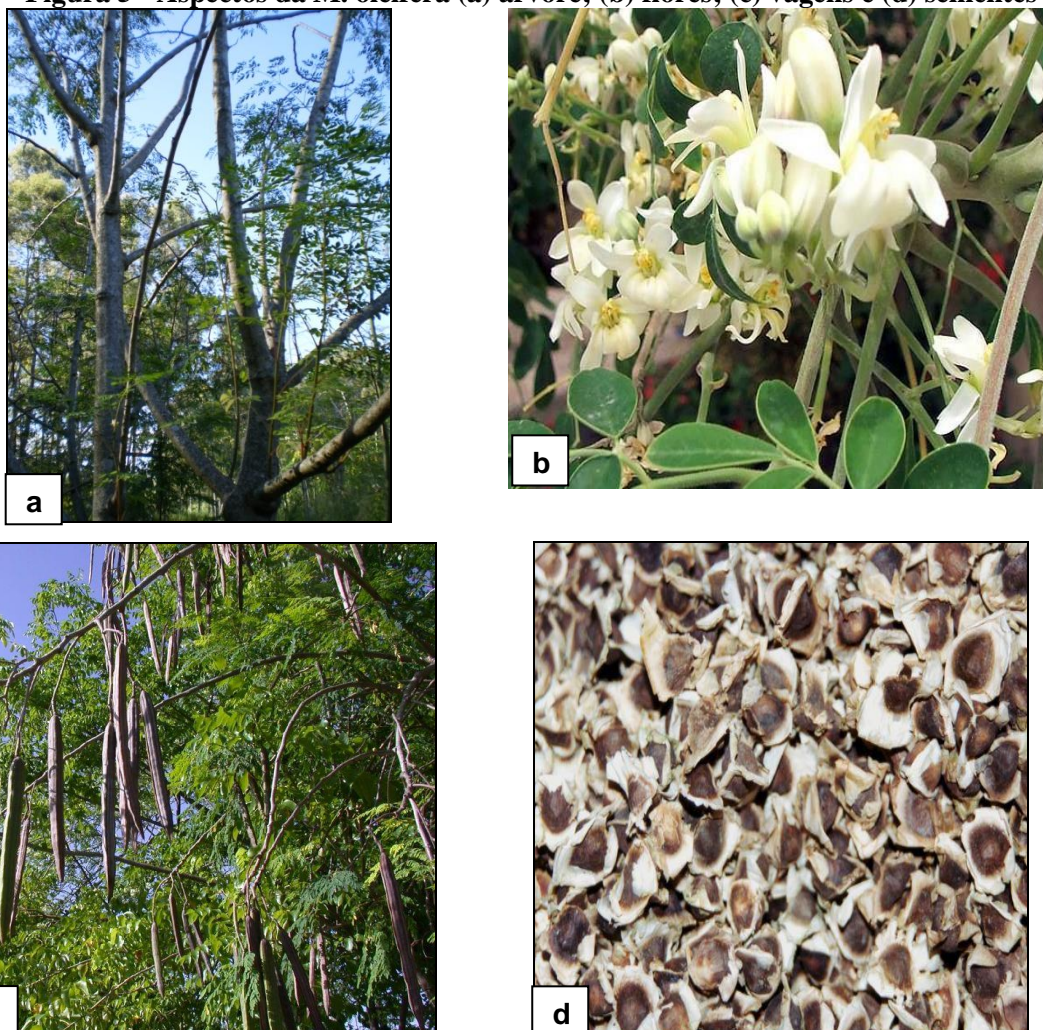 Figura - Aspectos da M. oleifera (a) árvore, (b) flores, (c) vagens e (d) sementes
a
b
d